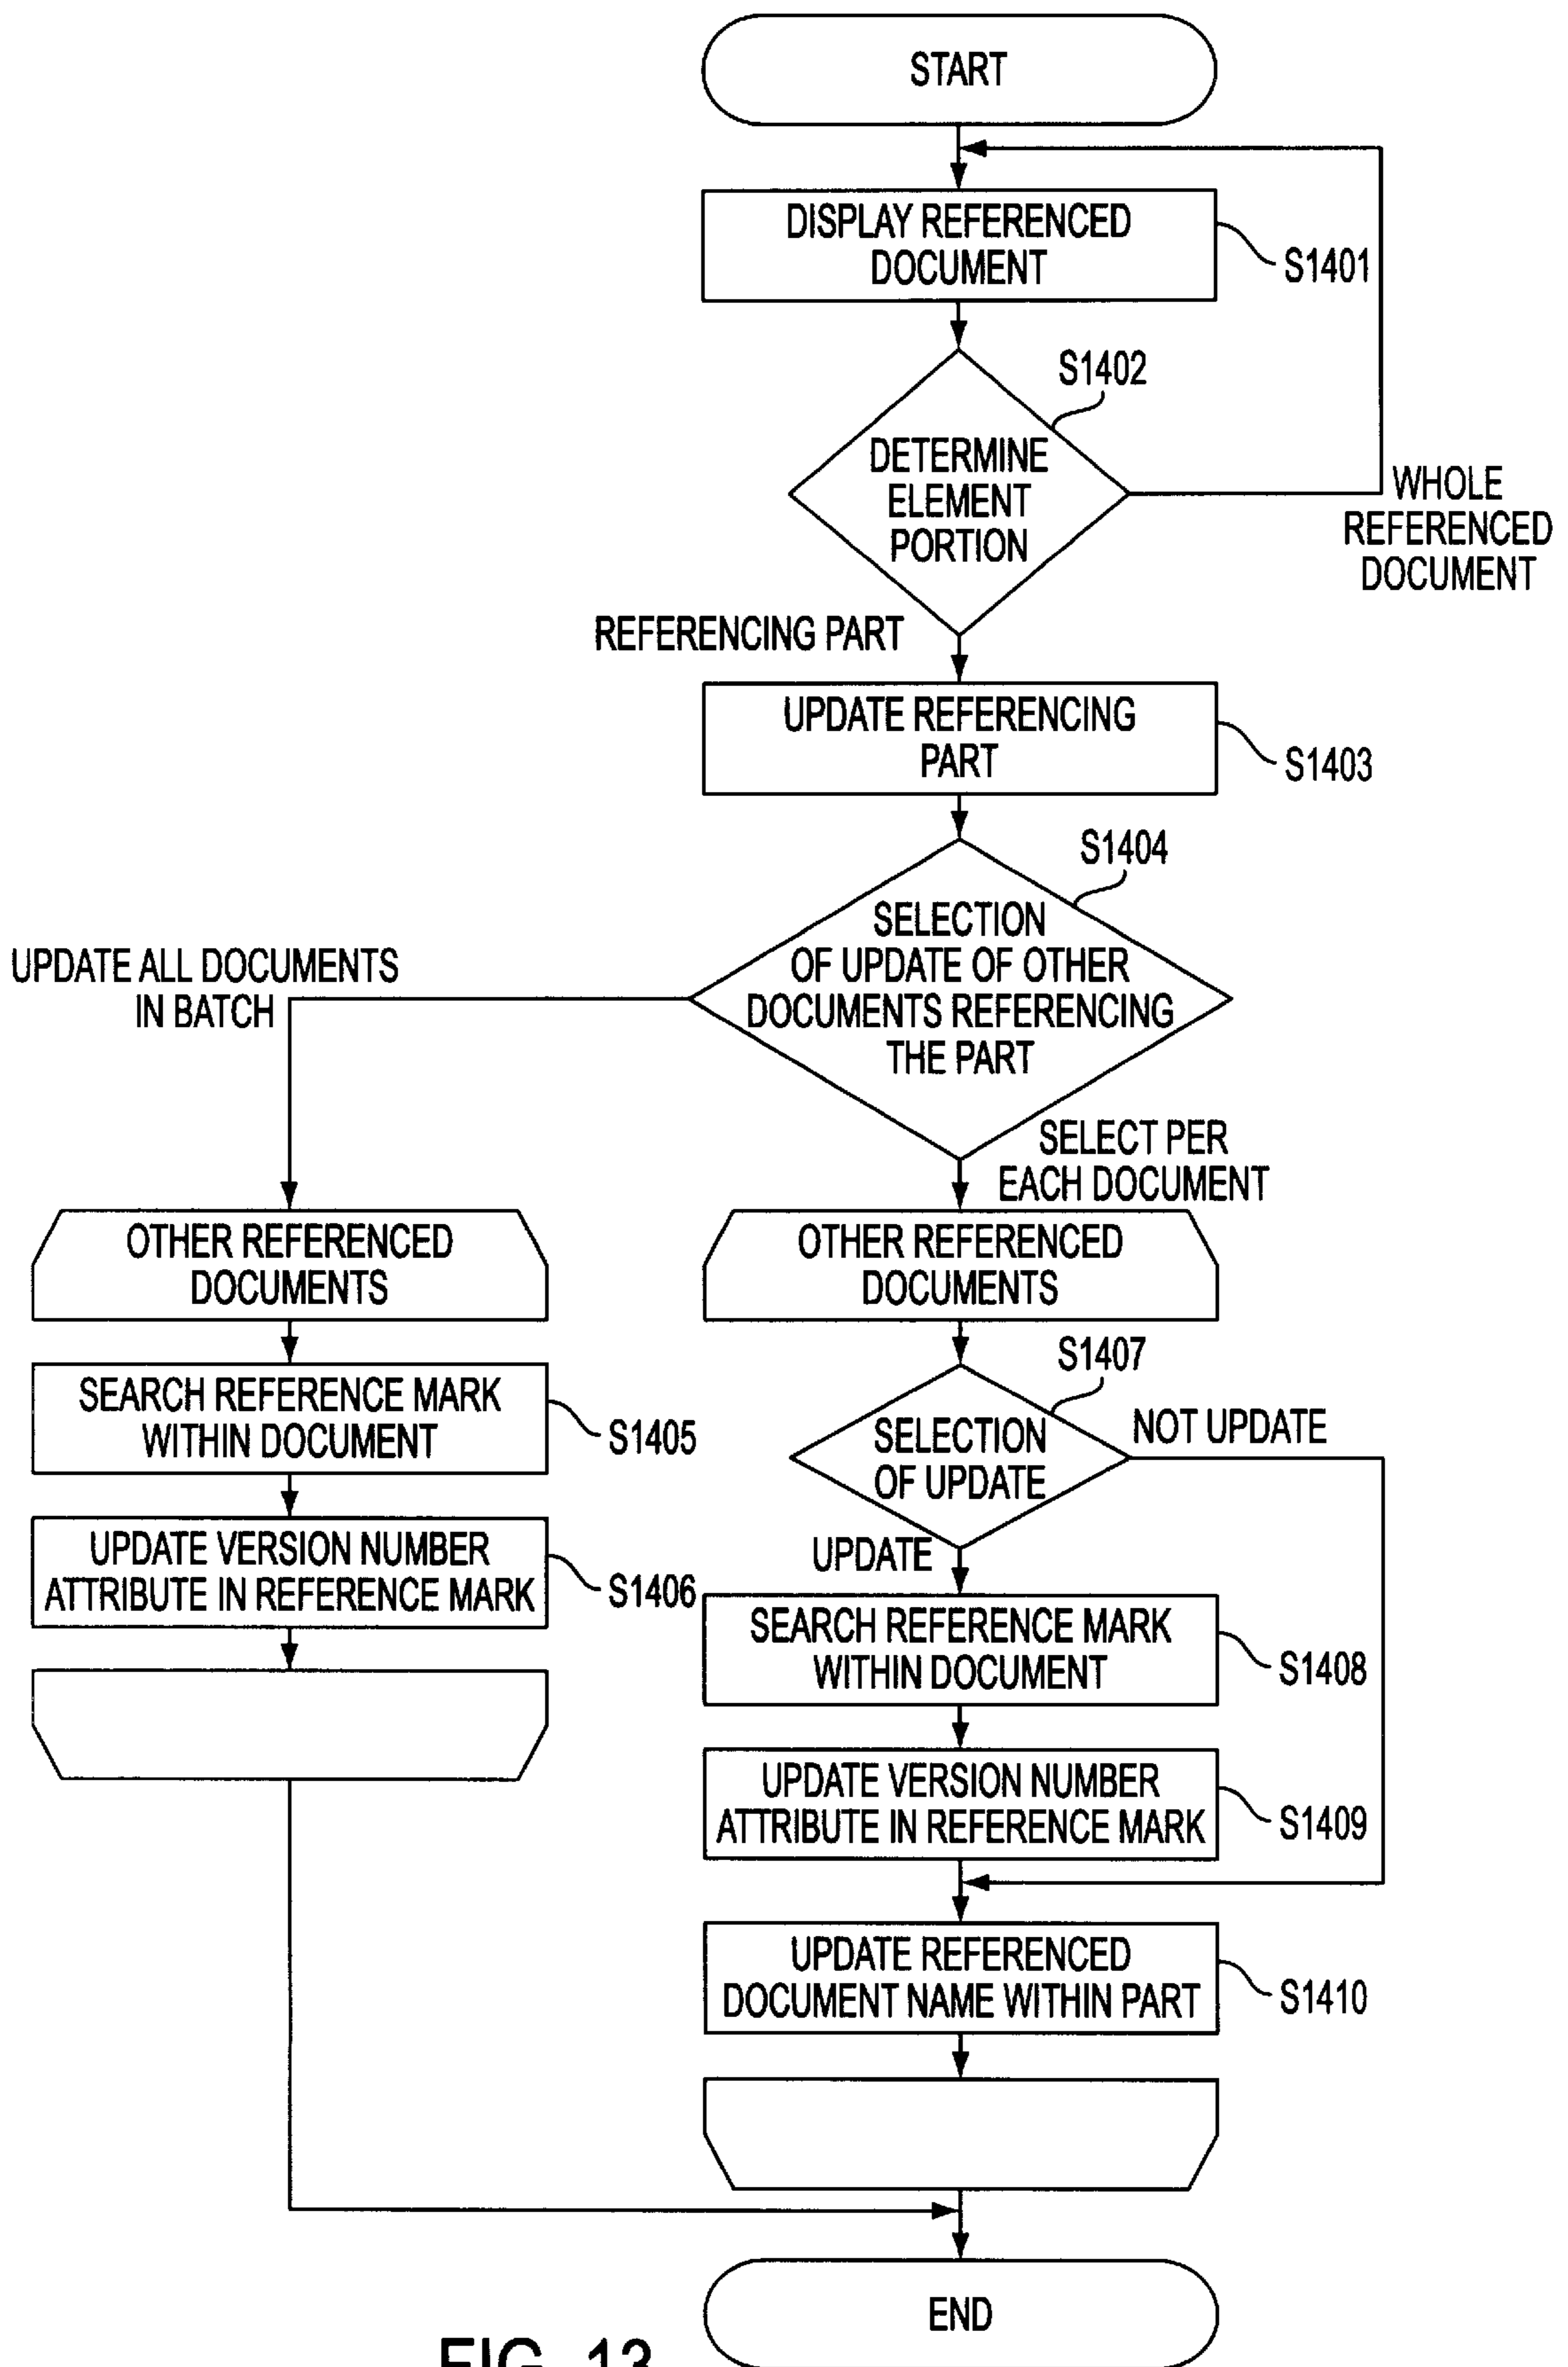 START
DISPLAY REFERENCED
DOCUMENT
S1401
S1402
DETERMINE
ELEMENT
PORTION
WHOLE
REFERENCED
DOCUMENT
REFERENCING PART
UPDATE REFERENCING
PART
S1403
S1404
SELECTION
OF UPDATE OF OTHER
DOCUMENTS REFERENCING
THE PART
UPDATE ALL DOCUMENTS
IN BATCH
SELECT PER
EACH DOCUMENT
OTHER REFERENCED
DOCUMENTS
SEARCH REFERENCE MARK
WITHIN DOCUMENT
S1405
UPDATE VERSION NUMBER
ATTRIBUTE IN REFERENCE MARK
S1406
OTHER REFERENCED
DOCUMENTS
S1407
SELECTION
OF UPDATE
NOT UPDATE
UPDATE
SEARCH REFERENCE MARK
WITHIN DOCUMENT
S1408
UPDATE VERSION NUMBER
ATTRIBUTE IN REFERENCE MARK
S1409
UPDATE REFERENCED
DOCUMENT NAME WITHIN PART
S1410
END
FIG. 13